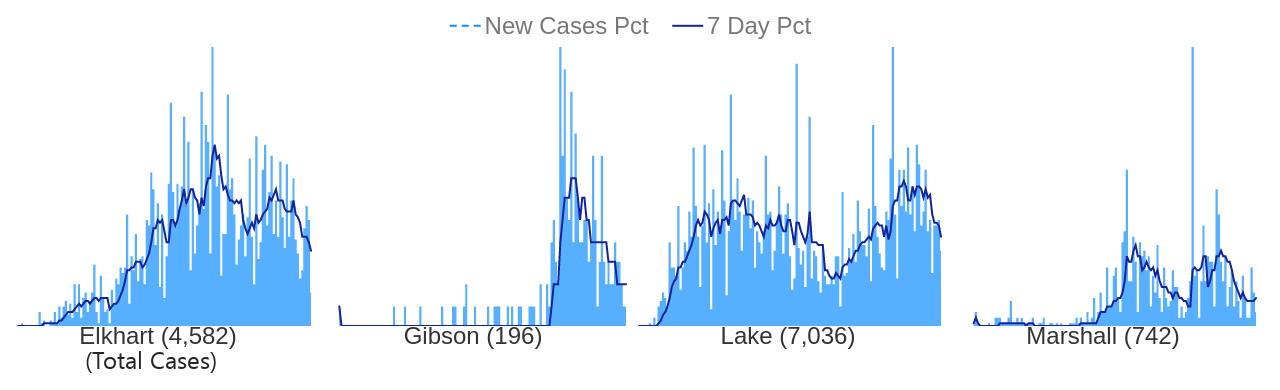 New Cases Pct 7 Day Pct
Elkhart (4,582) Gibson (196) Lake (7,036) Marshall (742)
(Total Cases)